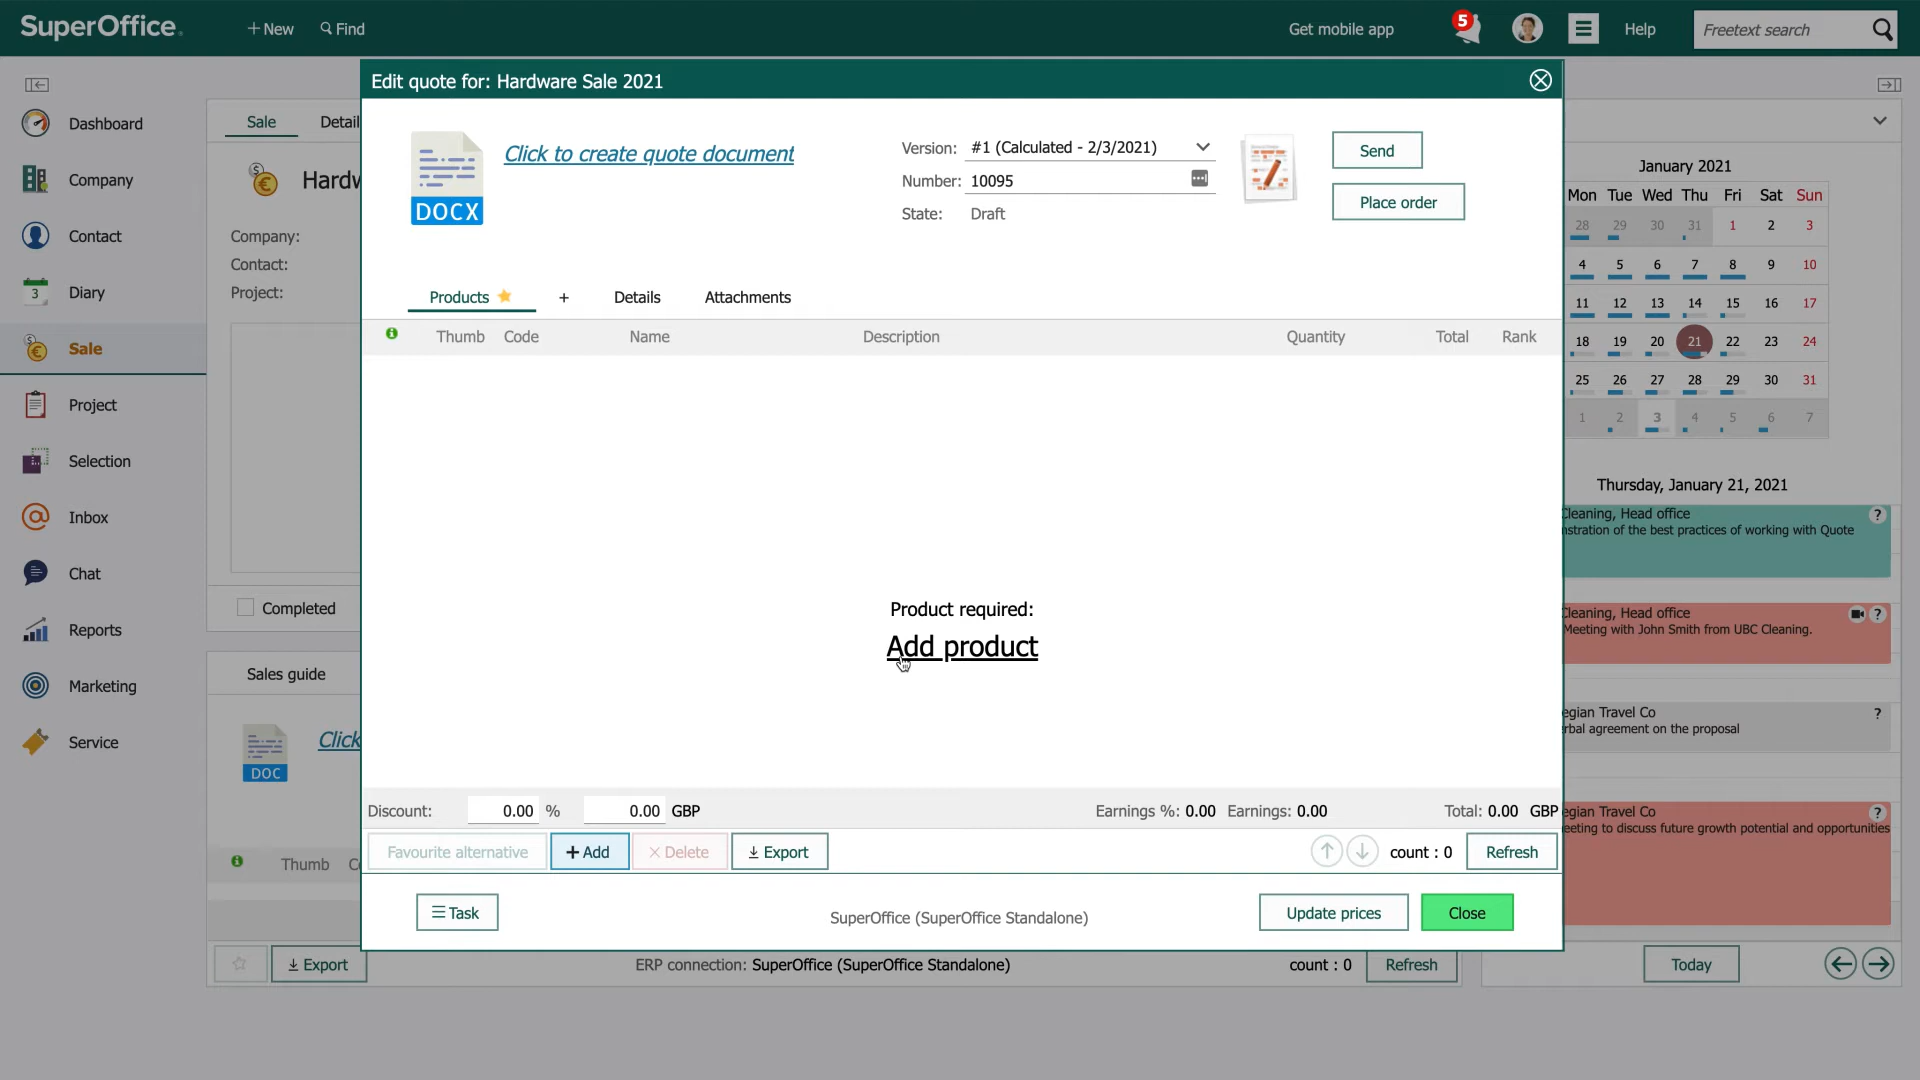 SuperOffice.
+ New
Find
Get mobile app
5
Help
Freetext search
Dashboard
Company
Contact
3
Diary
Sale
Project
Selection
Inbox
Chat
Reports
Marketing
Service
Sale
Detail
Hardw
Company:
Contact:
Project:
Completed
Sales guide
DOC
Click
Thumb
Export
ERP connection: SuperOffice (SuperOffice Standalone)
count : 0
Refresh
Edit quote for: Hardware Sale 2021
DOCX
Click to create quote document
Version: #1 (Calculated - 2/3/2021)
Number: 10095
State: Draft
Send
Place order
Products
+
Details
Attachments
Thumb Code Name Description Quantity Total Rank
Product required:
Add product
Discount: 0.00 % 0.00 GBP
Earnings %: 0.00 Earnings: 0.00
Total: 0.00 GBP
Favourite alternative
+ Add
Delete
Export
count : 0
Refresh
Task
SuperOffice (SuperOffice Standalone)
Update prices
Close
January 2021
Mon Tue Wed Thu Fri Sat Sun
28 29 30 31 1 2 3
4 5 6 7 8 9 10
11 12 13 14 15 16 17
18 19 20 21 22 23 24
25 26 27 28 29 30 31
1 2 3 4 5 6 7
Thursday, January 21, 2021
Cleaning, Head office
?
nstration of the best practices of working with Quote
Cleaning, Head office
?
Meeting with John Smith from UBC Cleaning.
egian Travel Co
?
rbal agreement on the proposal
egian Travel Co
?
eeting to discuss future growth potential and opportunities
Today